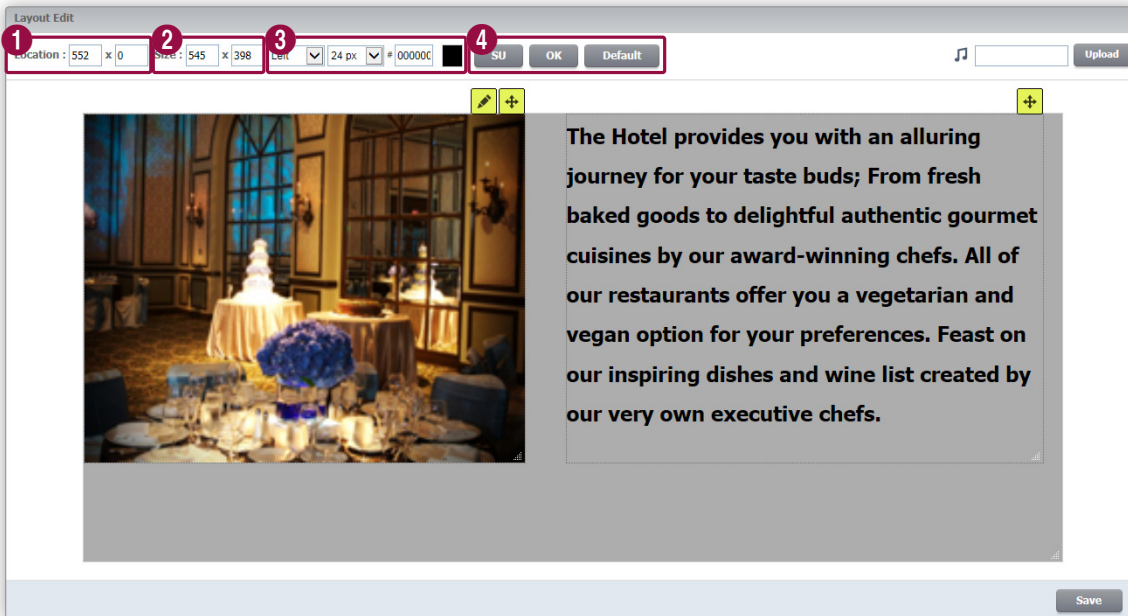 Layout Edit
1 2 3 4
Location : 552 x 0 Size : 545 x 398 Left 24 px # 000000 SU OK Default Upload
The Hotel provides you with an alluring
journey for your taste buds; From fresh
baked goods to delightful authentic gourmet
cuisines by our award-winning chefs. All of
our restaurants offer you a vegetarian and
vegan option for your preferences. Feast on
our inspiring dishes and wine list created by
our very own executive chefs.
Save